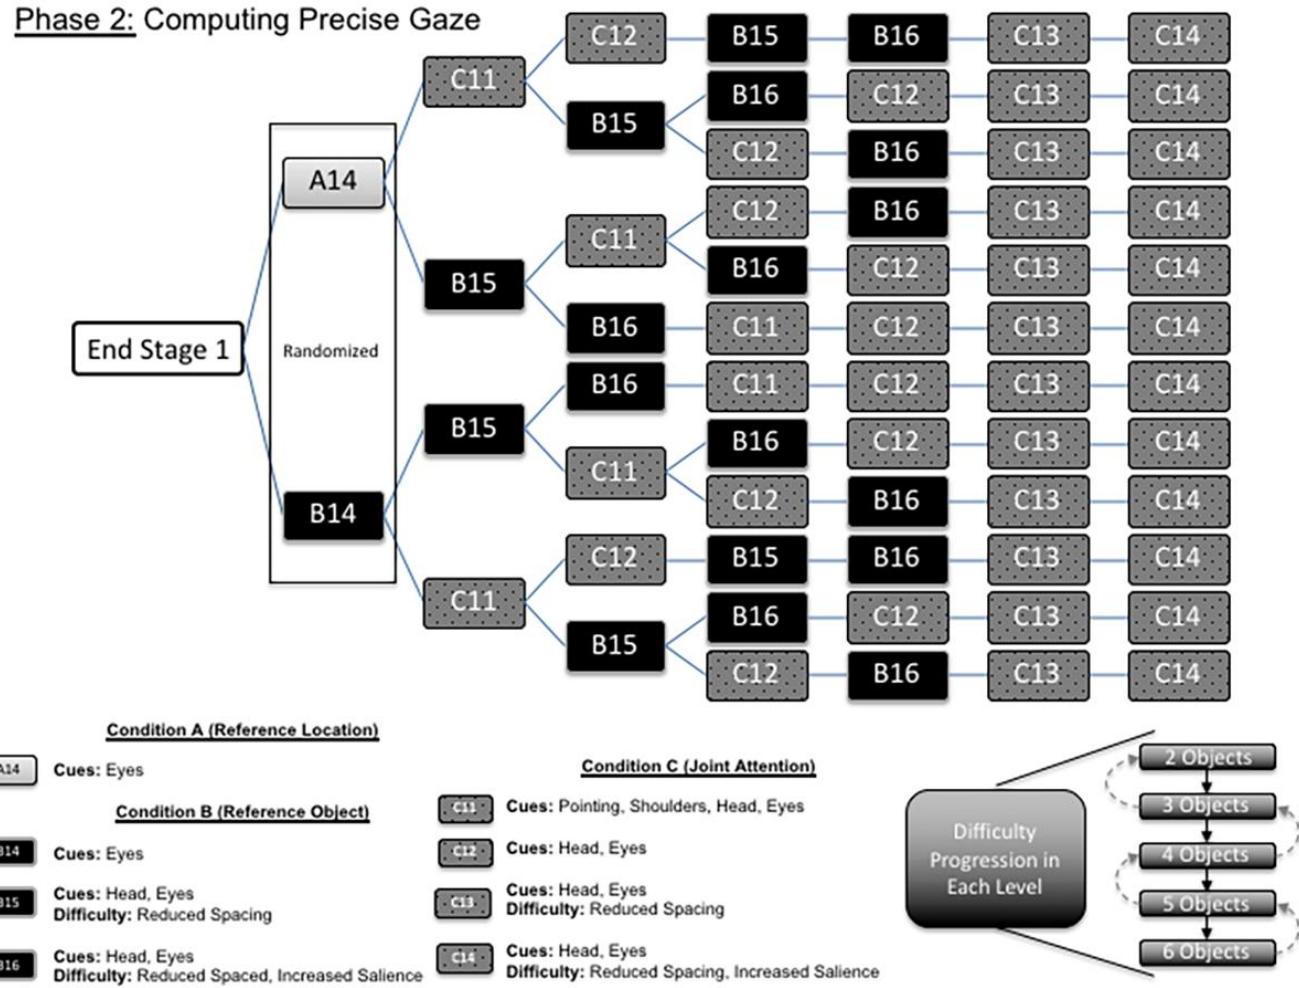 Phase 2: Computing Precise Gaze
C12 B15 B16 C13 C14
C11
B16 C12 C13 C14
B15
C12 B16 C13 C14
A14
C12 B16 C13 C14
C11
B16 C12 C13 C14
B15
B16 C11 C12 C13 C14
End Stage 1
Randomized
B16 C11 C12 C13 C14
B15
B16 C12 C13 C14
C11
C12 B16 C13 C14
B14
C12 B15 B16 C13 C14
C11
B16 C12 C13 C14
B15
C12 B16 C13 C14
Condition A (Reference Location)
A14 Cues: Eyes
Condition B (Reference Object)
B14 Cues: Eyes
B15 Cues: Head, Eyes
Difficulty: Reduced Spacing
B16 Cues: Head, Eyes
Difficulty: Reduced Spaced, Increased Salience
Condition C (Joint Attention)
C11 Cues: Pointing, Shoulders, Head, Eyes
C12 Cues: Head, Eyes
C13 Cues: Head, Eyes
Difficulty: Reduced Spacing
C14 Cues: Head, Eyes
Difficulty: Reduced Spacing, Increased Salience
Difficulty
Progression in
Each Level
2 Objects
3 Objects
4 Objects
5 Objects
6 Objects